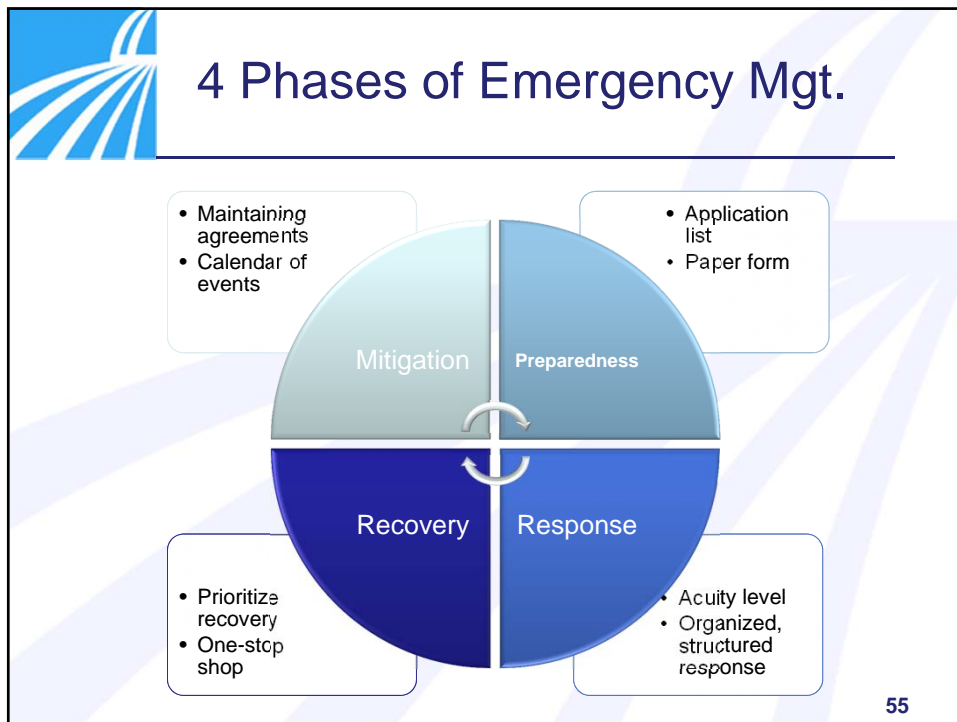 4 Phases of Emergency Mgt.
• Maintaining
agreements
• Calendar of
events
• Application
list
• Paper form
Mitigation
Preparedness
Recovery
Response
• Prioritize
recovery
• One-stop
shop
• Acuity level
• Organized,
structured
response
55